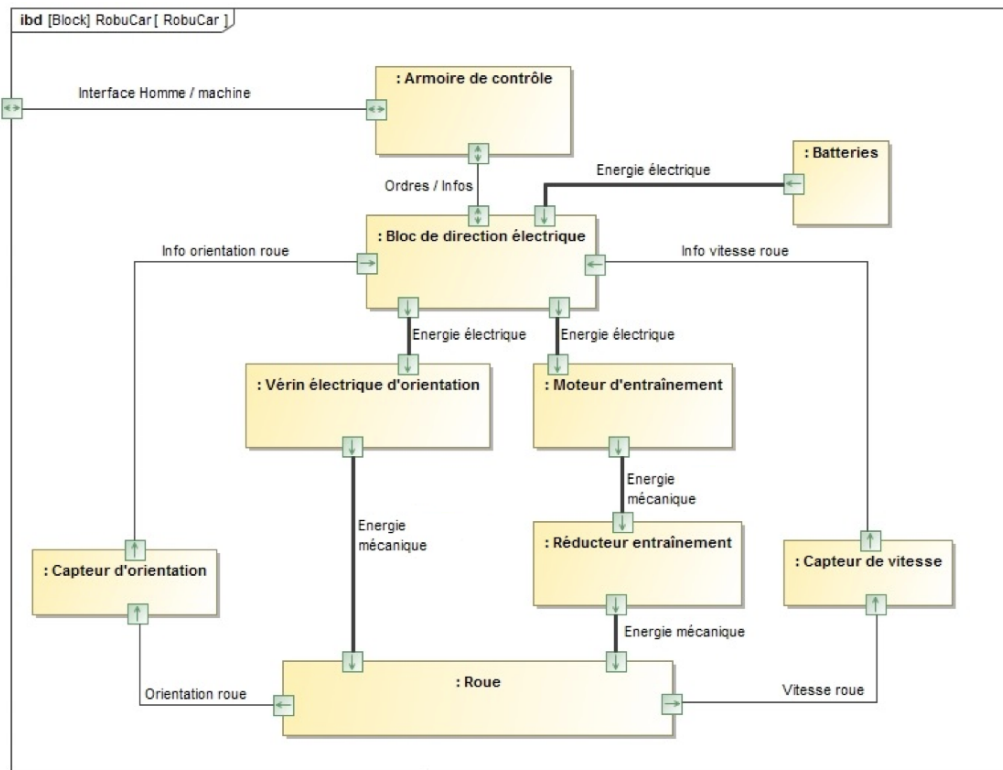 ibd [Block] RobuCar [ RobuCar ]
: Armoire de contrôle
Interface Homme / machine
: Batteries
Energie électrique
Ordres / Infos
: Bloc de direction électrique
Info orientation roue
Info vitesse roue
Energie électrique
Energie électrique
: Vérin électrique d'orientation
: Moteur d'entraînement
Energie
mécanique
Energie
mécanique
: Réducteur entraînement
: Capteur d'orientation
: Capteur de vitesse
Energie mécanique
: Roue
Orientation roue
Vitesse roue